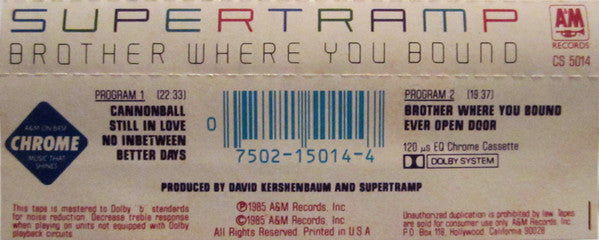 SUPERTRAMP
BROTHER WHERE YOU BOUND
A&M
RECORDS
CS 5014
A&M ON BASF
CHROME
MUSIC THAT
SHINES
PROGRAM 1 (22:33)
CANNONBALL
STILL IN LOVE
NO INBETWEEN
BETTER DAYS
0 7502-15014-4
PROGRAM 2 (19:37)
BROTHER WHERE YOU BOUND
EVER OPEN DOOR
120 µs EQ Chrome Cassette
DOLBY SYSTEM
PRODUCED BY DAVID KERSHENBAUM AND SUPERTRAMP
This tape is mastered to Dolby "b" standards
for noise reduction. Decrease treble response
when playing on units not equipped with Dolby
playback circuits.
℗1985 A&M Records, Inc
©1985 A&M Records, Inc.
All Rights Reserved. Printed in U.S.A
Unauthorized duplication is prohibited by law. Tapes
are sold for consumer use only. A&M Records, Inc.
P.O. Box 118, Hollywood, California 90028